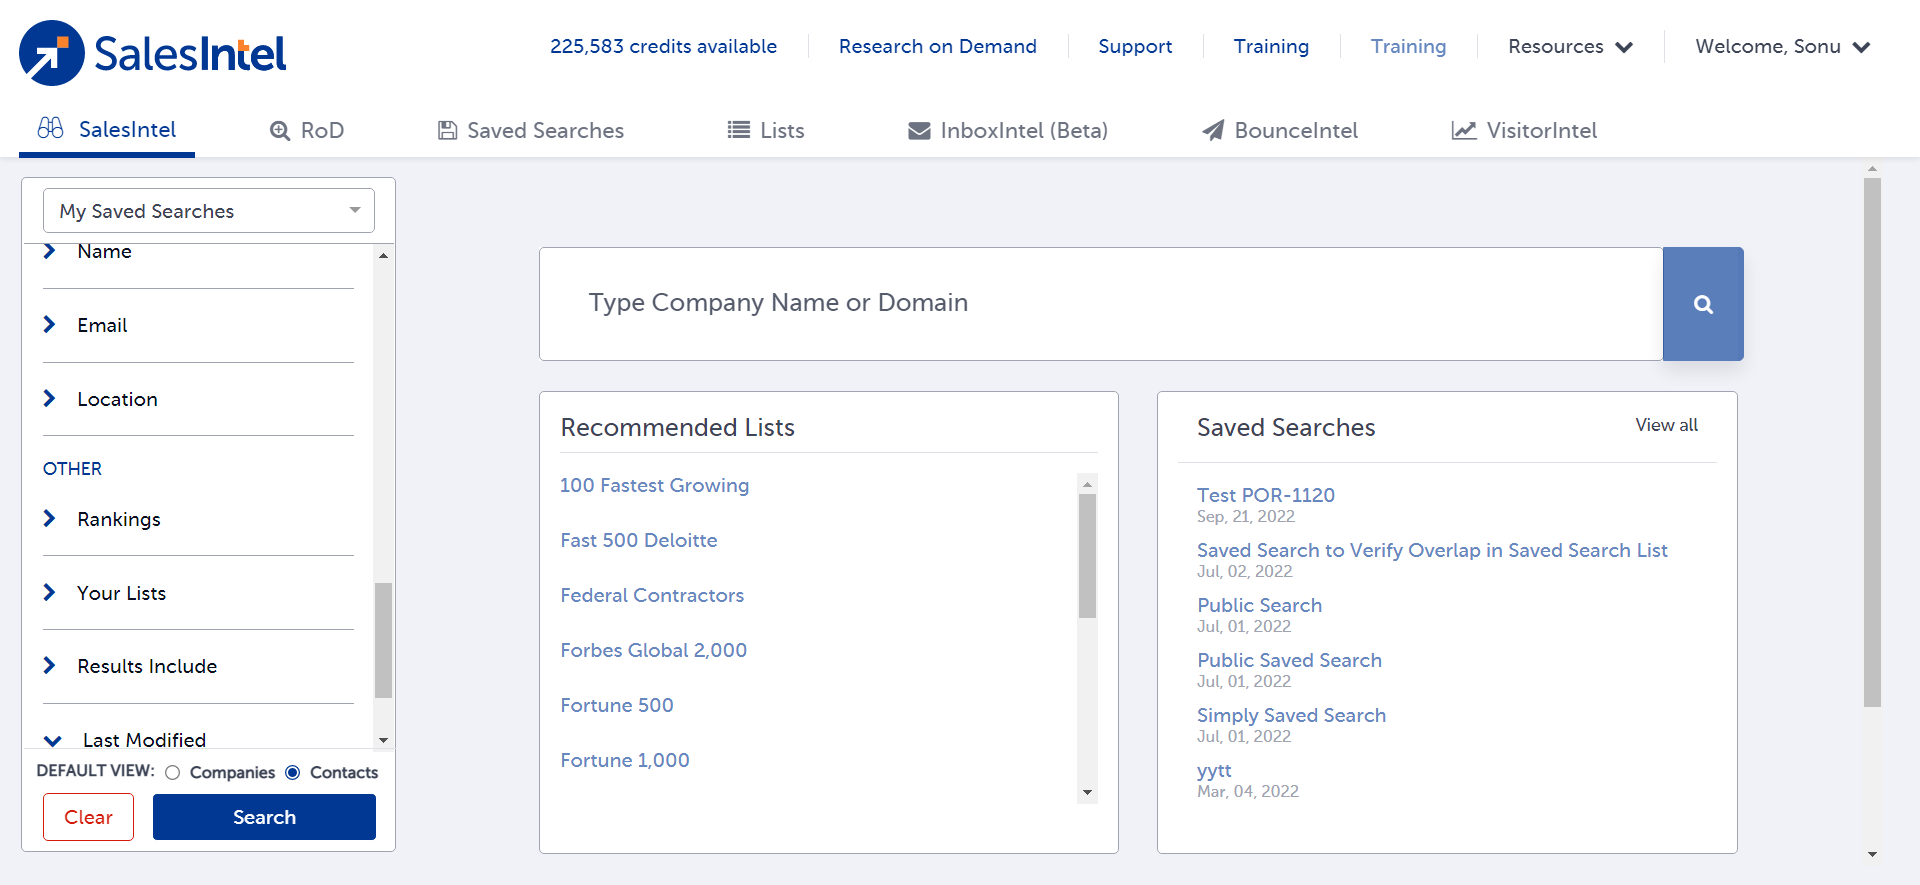 SalesIntel
225,583 credits available
Research on Demand
Support
Training
Training
Resources
Welcome, Sonu
SalesIntel
RoD
Saved Searches
Lists
InboxIntel (Beta)
BounceIntel
VisitorIntel
My Saved Searches
Name
Email
Location
OTHER
Rankings
Your Lists
Results Include
Last Modified
DEFAULT VIEW: Companies Contacts
Clear
Search
Type Company Name or Domain
Recommended Lists
100 Fastest Growing
Fast 500 Deloitte
Federal Contractors
Forbes Global 2,000
Fortune 500
Fortune 1,000
Saved Searches
View all
Test POR-1120
Sep, 21, 2022
Saved Search to Verify Overlap in Saved Search List
Jul, 02, 2022
Public Search
Jul, 01, 2022
Public Saved Search
Jul, 01, 2022
Simply Saved Search
Jul, 01, 2022
yytt
Mar, 04, 2022